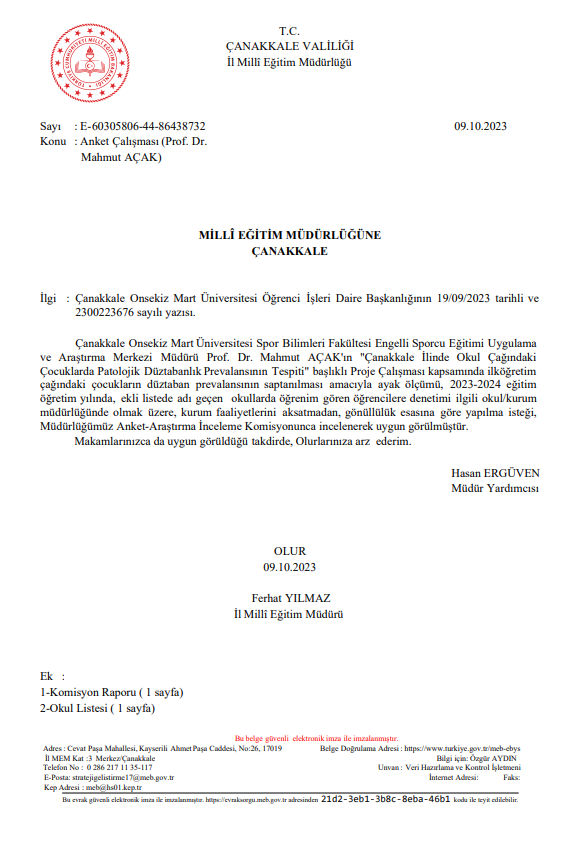 T.C.
ÇANAKKALE VALİLİĞİ
İl Millî Eğitim Müdürlüğü
Sayı : E-60305806-44-86438732 09.10.2023
Konu : Anket Çalışması (Prof. Dr.
Mahmut AÇAK)
MİLLÎ EĞİTİM MÜDÜRLÜĞÜNE
ÇANAKKALE
İlgi : Çanakkale Onsekiz Mart Üniversitesi Öğrenci İşleri Daire Başkanlığının 19/09/2023 tarihli ve
2300223676 sayılı yazısı.
Çanakkale Onsekiz Mart Üniversitesi Spor Bilimleri Fakültesi Engelli Sporcu Eğitimi Uygulama
ve Araştırma Merkezi Müdürü Prof. Dr. Mahmut AÇAK'ın "Çanakkale İlinde Okul Çağındaki
Çocuklarda Patolojik Düztabanlık Prevalansının Tespiti" başlıklı Proje Çalışması kapsamında ilköğretim
çağındaki çocukların düztaban prevalansının saptanılması amacıyla ayak ölçümü, 2023-2024 eğitim
öğretim yılında, ekli listede adı geçen okullarda öğrenim gören öğrencilere denetimi ilgili okul/kurum
müdürlüğünde olmak üzere, kurum faaliyetlerini aksatmadan, gönüllülük esasına göre yapılma isteği,
Müdürlüğümüz Anket-Araştırma İnceleme Komisyonunca incelenerek uygun görülmüştür.
Makamlarınızca da uygun görüldüğü takdirde, Olurlarınıza arz ederim.
Hasan ERGÜVEN
Müdür Yardımcısı
OLUR
09.10.2023
Ferhat YILMAZ
İl Millî Eğitim Müdürü
Ek :
1-Komisyon Raporu ( 1 sayfa)
2-Okul Listesi ( 1 sayfa)
Bu belge güvenli elektronik imza ile imzalanmıştır.
Adres : Cevat Paşa Mahallesi, Kayserili Ahmet Paşa Caddesi, No:26, 17019 Belge Doğrulama Adresi : https://www.turkiye.gov.tr/meb-ebys
İl MEM Kat :3 Merkez/Çanakkale Bilgi için: Özgür AYDIN
Telefon No : 0 286 217 11 35-117 Unvan : Veri Hazırlama ve Kontrol İşletmeni
E-Posta: stratejigelistirme17@meb.gov.tr İnternet Adresi: Faks:
Kep Adresi : meb@hs01.kep.tr
Bu evrak güvenli elektronik imza ile imzalanmıştır. https://evraksorgu.meb.gov.tr adresinden 21d2-3eb1-3b8c-8eba-46b1 kodu ile teyit edilebilir.